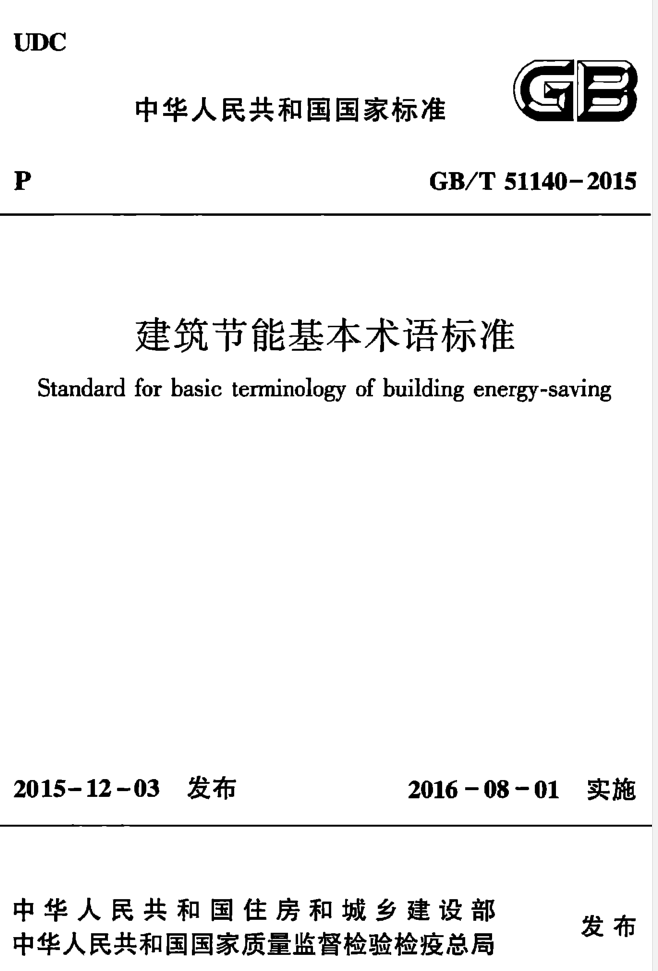 UDC
GB
中华人民共和国国家标准
P
GB/T 51140-2015
建筑节能基本术语标准
Standard for basic terminology of building energy-saving
2015-12-03 发布
2016-08-01 实施
中华人民共和国住房和城乡建设部
中华人民共和国国家质量监督检验检疫总局
发布